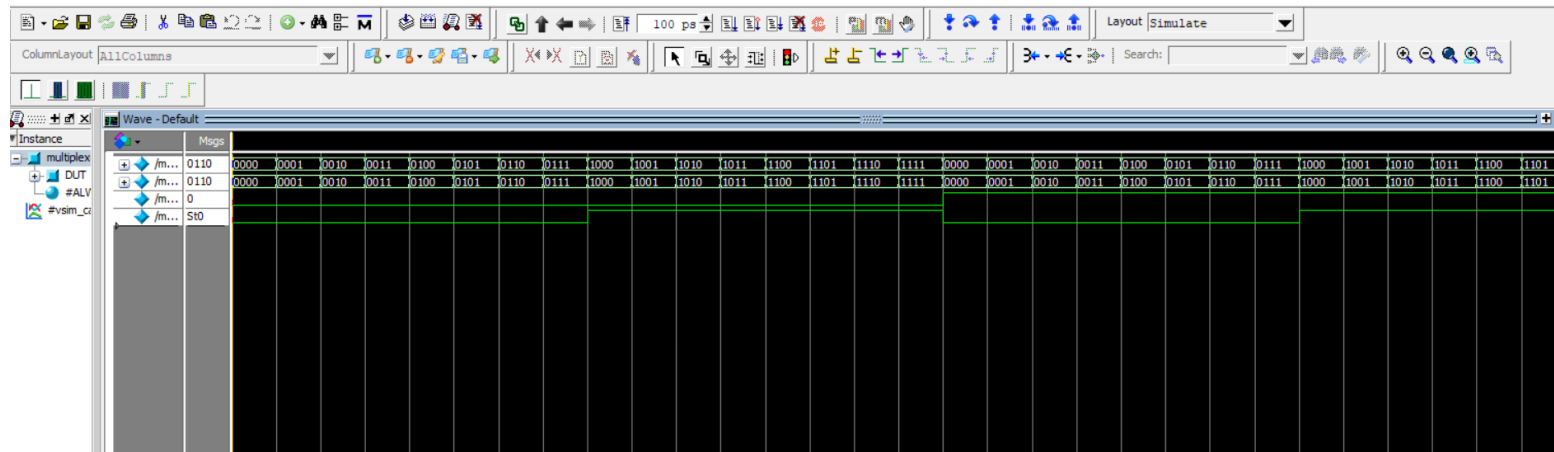 100 ps
Layout Simulate
ColumnLayout AllColumns
Search:
Wave - Default
Instance
Msgs
multiplex
DUT
#ALW
#vsim_ca
/m... 0110 0000 0001 0010 0011 0100 0101 0110 0111 1000 1001 1010 1011 1100 1101 1110 1111 0000 0001 0010 0011 0100 0101 0110 0111 1000 1001 1010 1011 1100 1101
/m... 0110 0000 0001 0010 0011 0100 0101 0110 0111 1000 1001 1010 1011 1100 1101 1110 1111 0000 0001 0010 0011 0100 0101 0110 0111 1000 1001 1010 1011 1100 1101
/m... 0
/m... St0